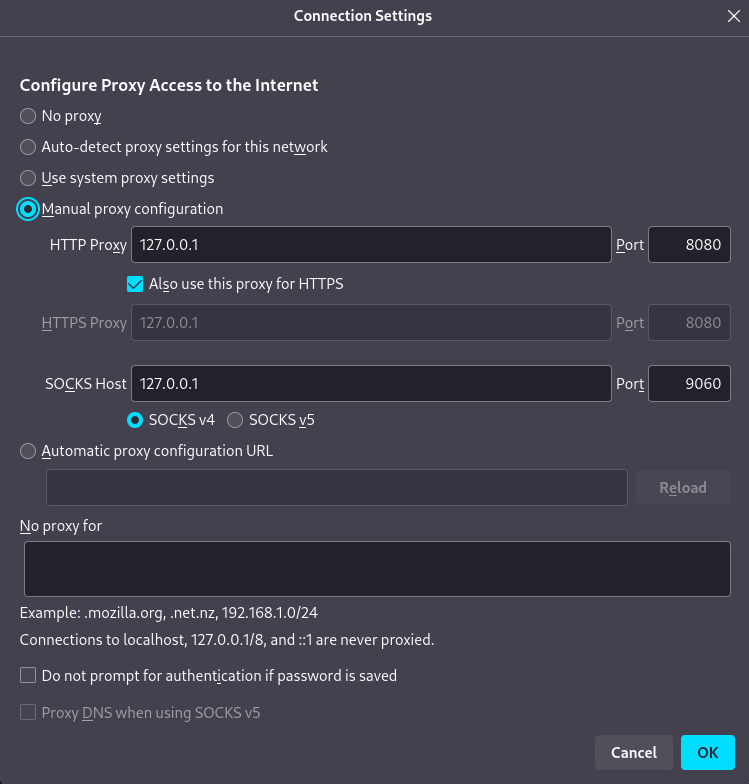 Connection Settings
Configure Proxy Access to the Internet
No proxy
Auto-detect proxy settings for this network
Use system proxy settings
Manual proxy configuration
HTTP Proxy 127.0.0.1 Port 8080
Also use this proxy for HTTPS
HTTPS Proxy 127.0.0.1 Port 8080
SOCKS Host 127.0.0.1 Port 9060
SOCKS v4 SOCKS v5
Automatic proxy configuration URL
Reload
No proxy for
Example: .mozilla.org, .net.nz, 192.168.1.0/24
Connections to localhost, 127.0.0.1/8, and ::1 are never proxied.
Do not prompt for authentication if password is saved
Proxy DNS when using SOCKS v5
Cancel OK